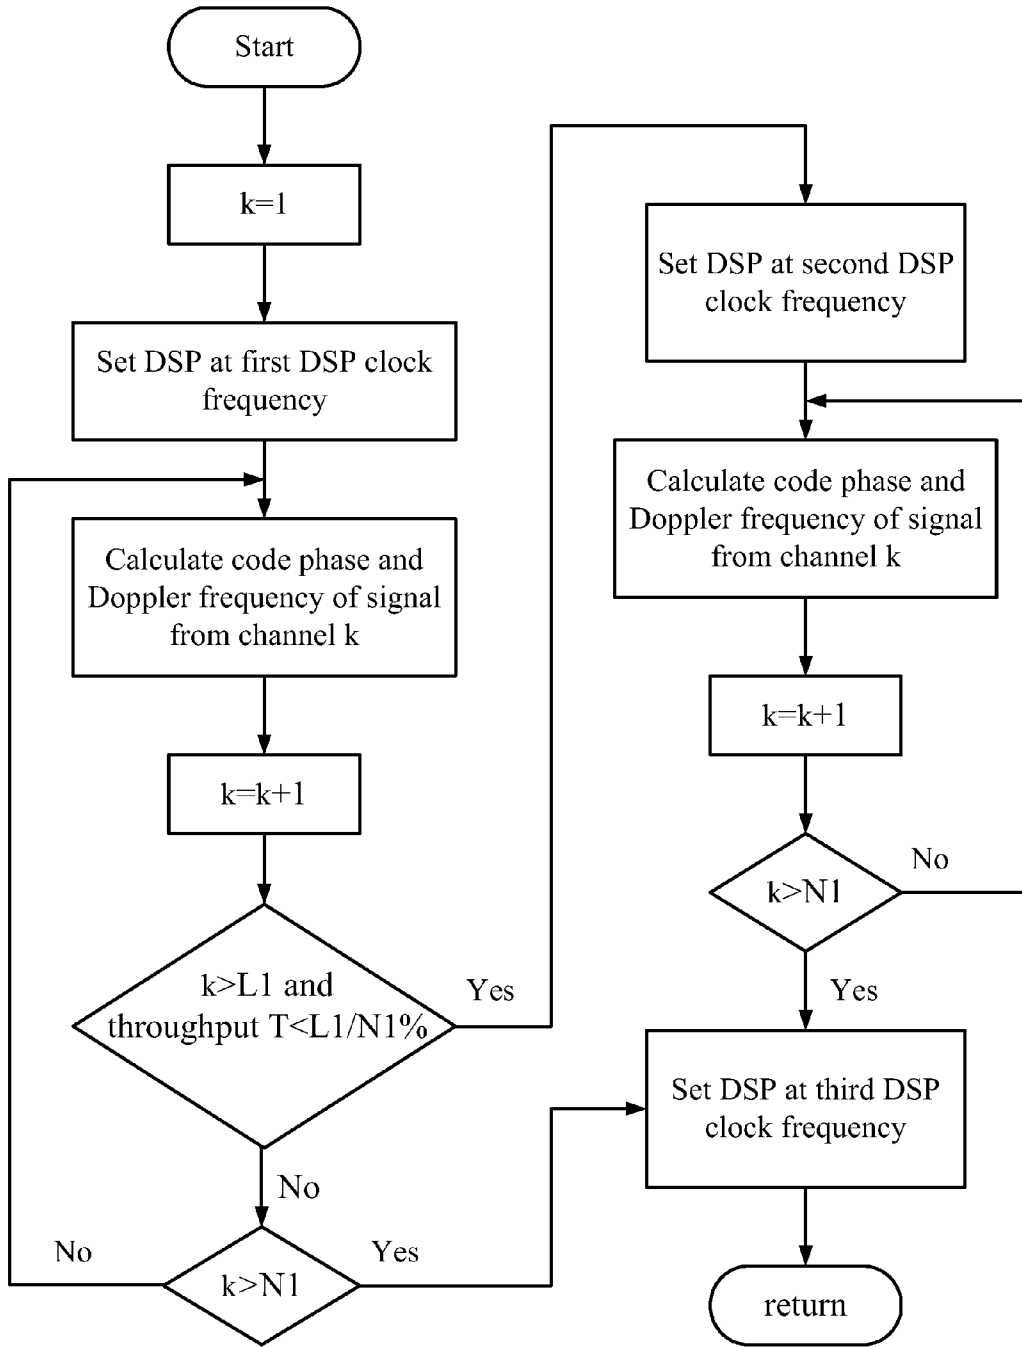 Start
k=1
Set DSP at first DSP clock
frequency
Calculate code phase and
Doppler frequency of signal
from channel k
k=k+1
k>L1 and
throughput T<L1/N1%
Yes
No
k>N1
No
Yes
Set DSP at second DSP
clock frequency
Calculate code phase and
Doppler frequency of signal
from channel k
k=k+1
k>N1
No
Yes
Set DSP at third DSP
clock frequency
return